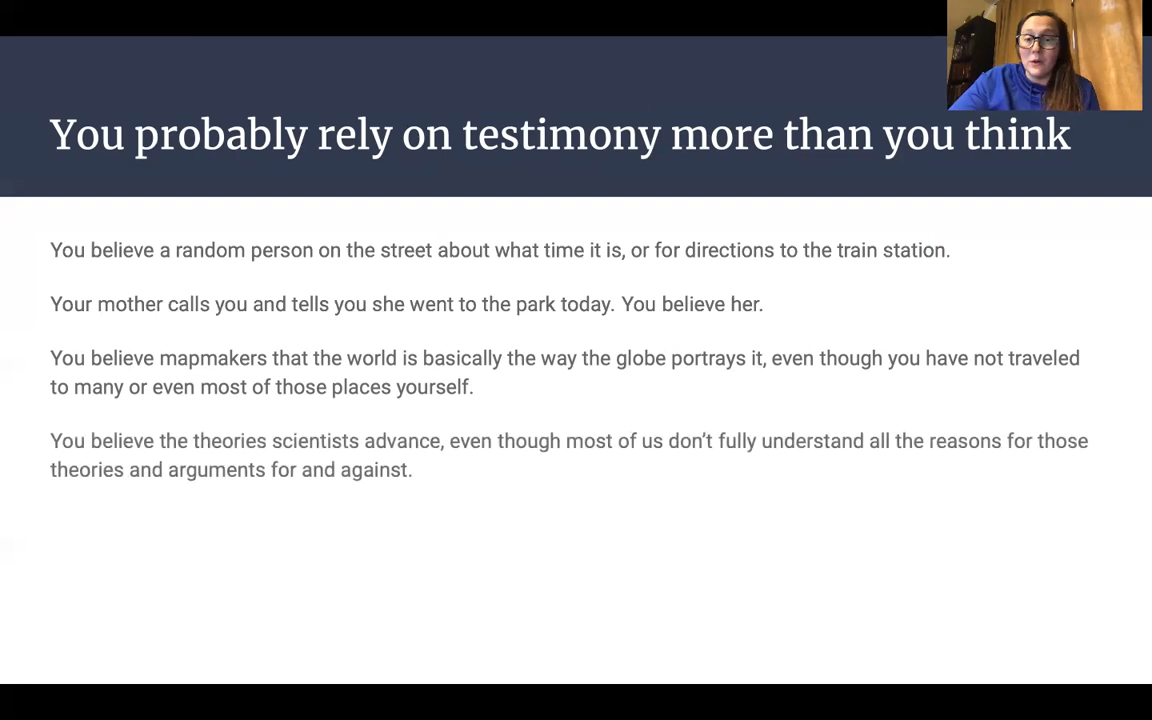 You probably rely on testimony more than you think
You believe a random person on the street about what time it is, or for directions to the train station.
Your mother calls you and tells you she went to the park today. You believe her.
You believe mapmakers that the world is basically the way the globe portrays it, even though you have not traveled
to many or even most of those places yourself.
You believe the theories scientists advance, even though most of us don’t fully understand all the reasons for those
theories and arguments for and against.